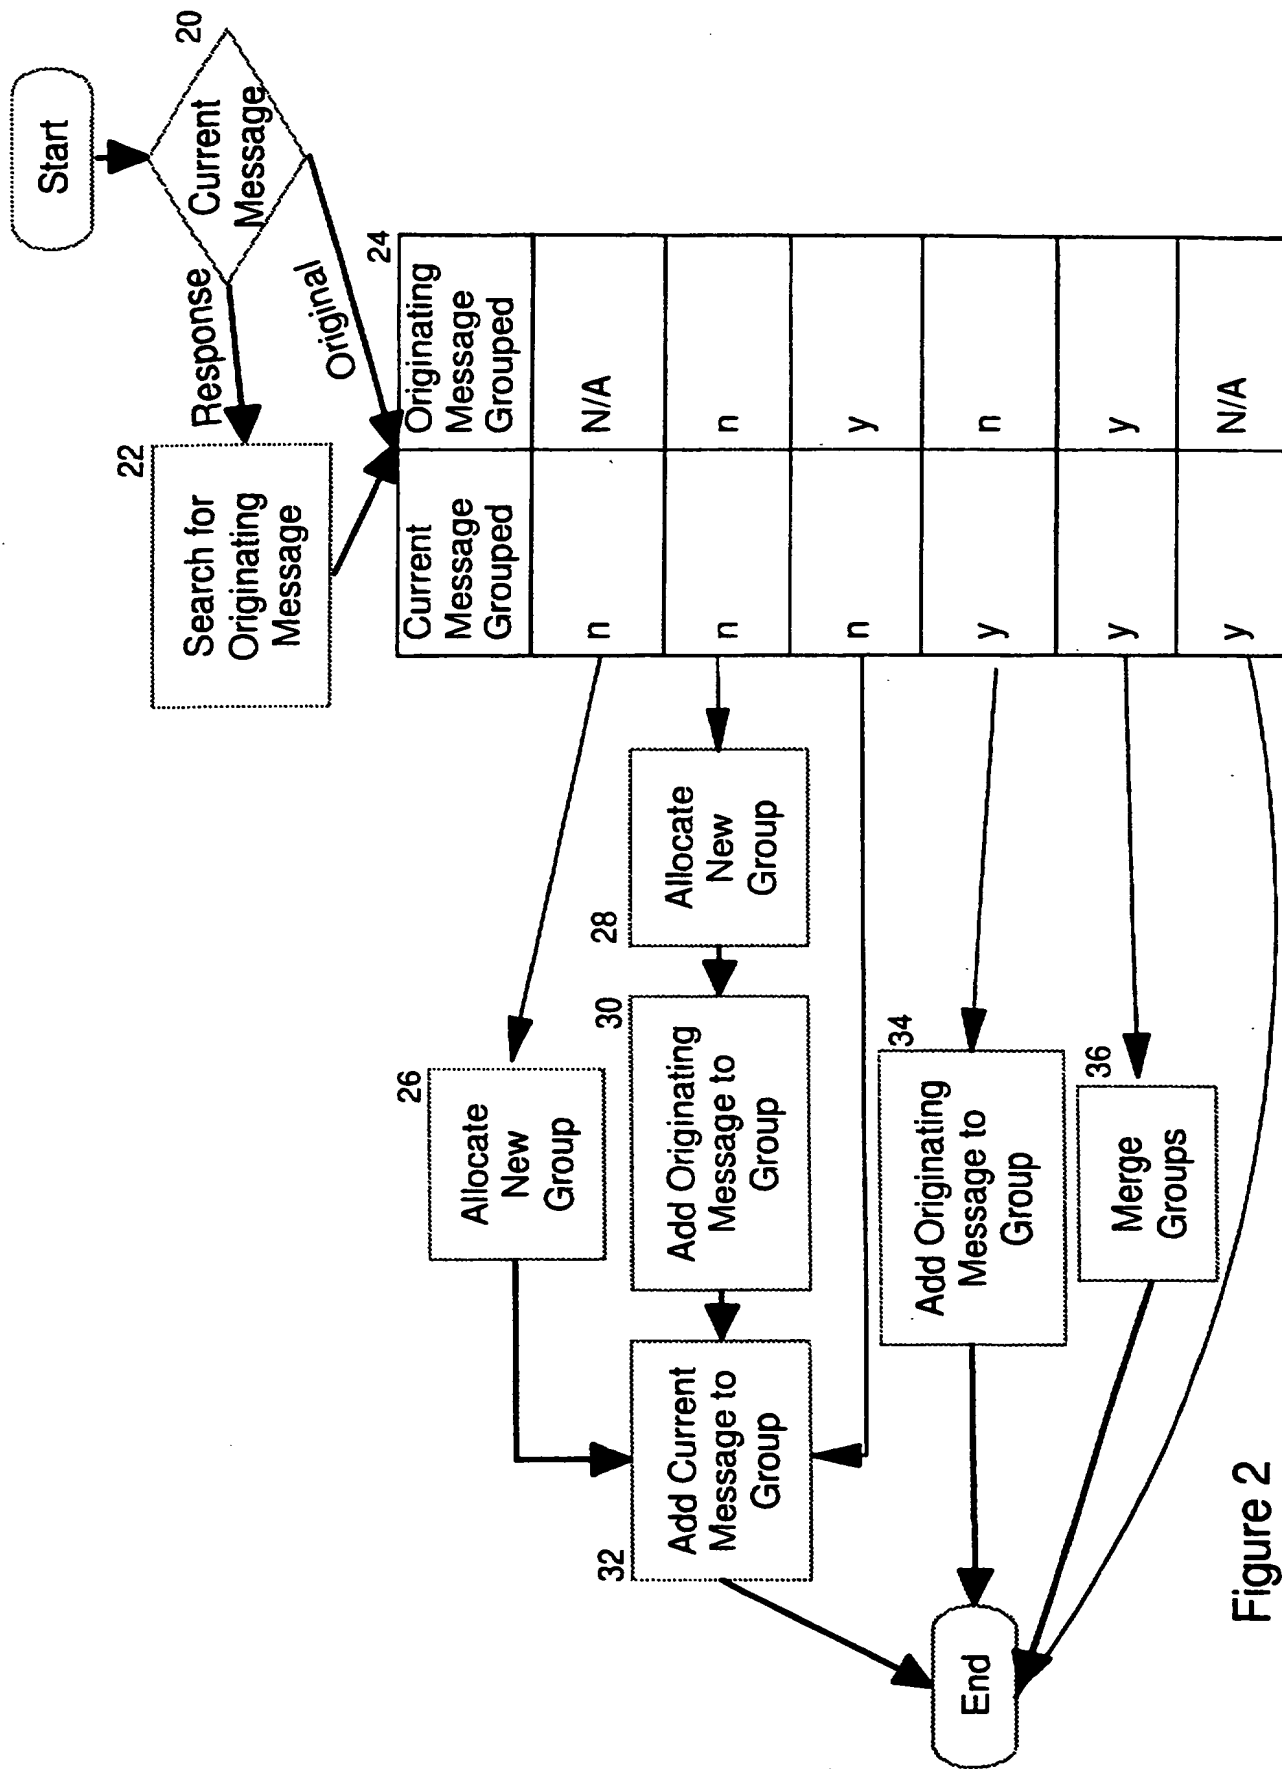 Start
20
Current
Message
Response
Original
22
Search for
Originating
Message
24
Current
Message
Grouped
Originating
Message
Grouped
n
N/A
n
n
n
y
y
n
y
y
y
N/A
26
Allocate
New
Group
28
Allocate
New
Group
30
Add Originating
Message to
Group
32
Add Current
Message to
Group
34
Add Originating
Message to
Group
36
Merge
Groups
End
Figure 2